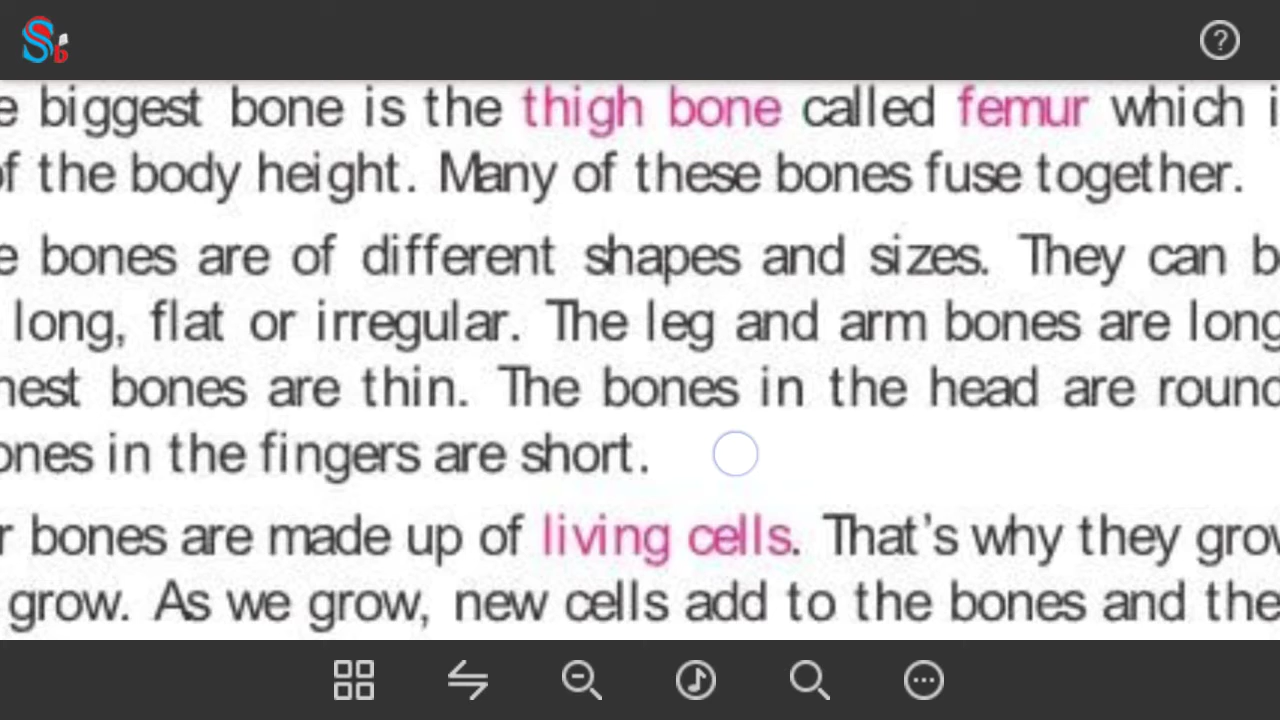 biggest bone is the thigh bone called femur which
of the body height. Many of these bones fuse together.
bones are of different shapes and sizes. They can
long, flat or irregular. The leg and arm bones are long
bones are thin. The bones in the head are round
in the fingers are short.
bones are made up of living cells. That's why they
grow. As we grow, new cells add to the bones and the